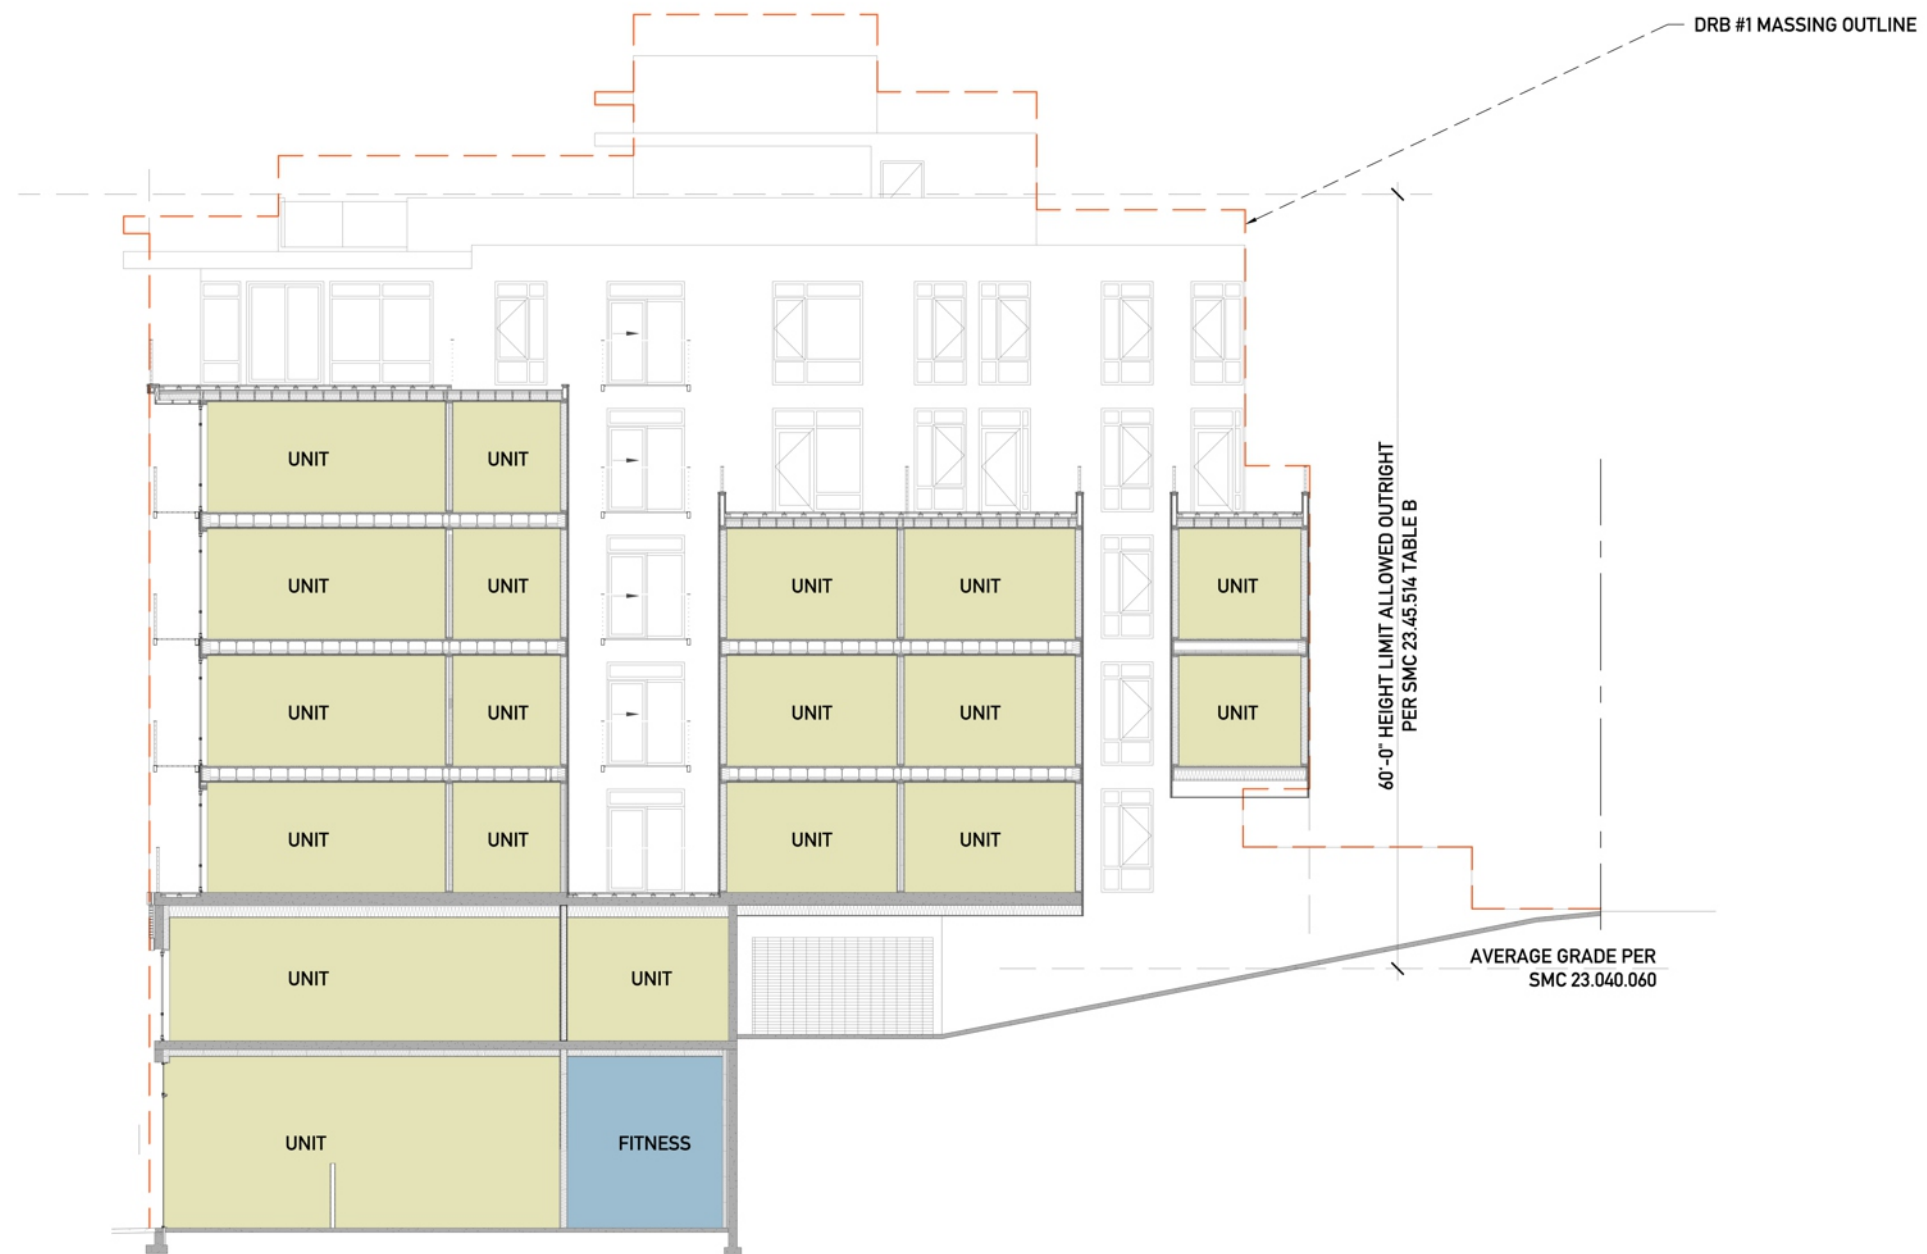 DRB #1 MASSING OUTLINE
60'-0" HEIGHT LIMIT ALLOWED OUTRIGHT
PER SMC 23.45.514 TABLE B
UNIT UNIT
UNIT UNIT UNIT UNIT UNIT
UNIT UNIT UNIT UNIT UNIT
UNIT UNIT UNIT UNIT
AVERAGE GRADE PER
SMC 23.040.060
UNIT UNIT
UNIT FITNESS